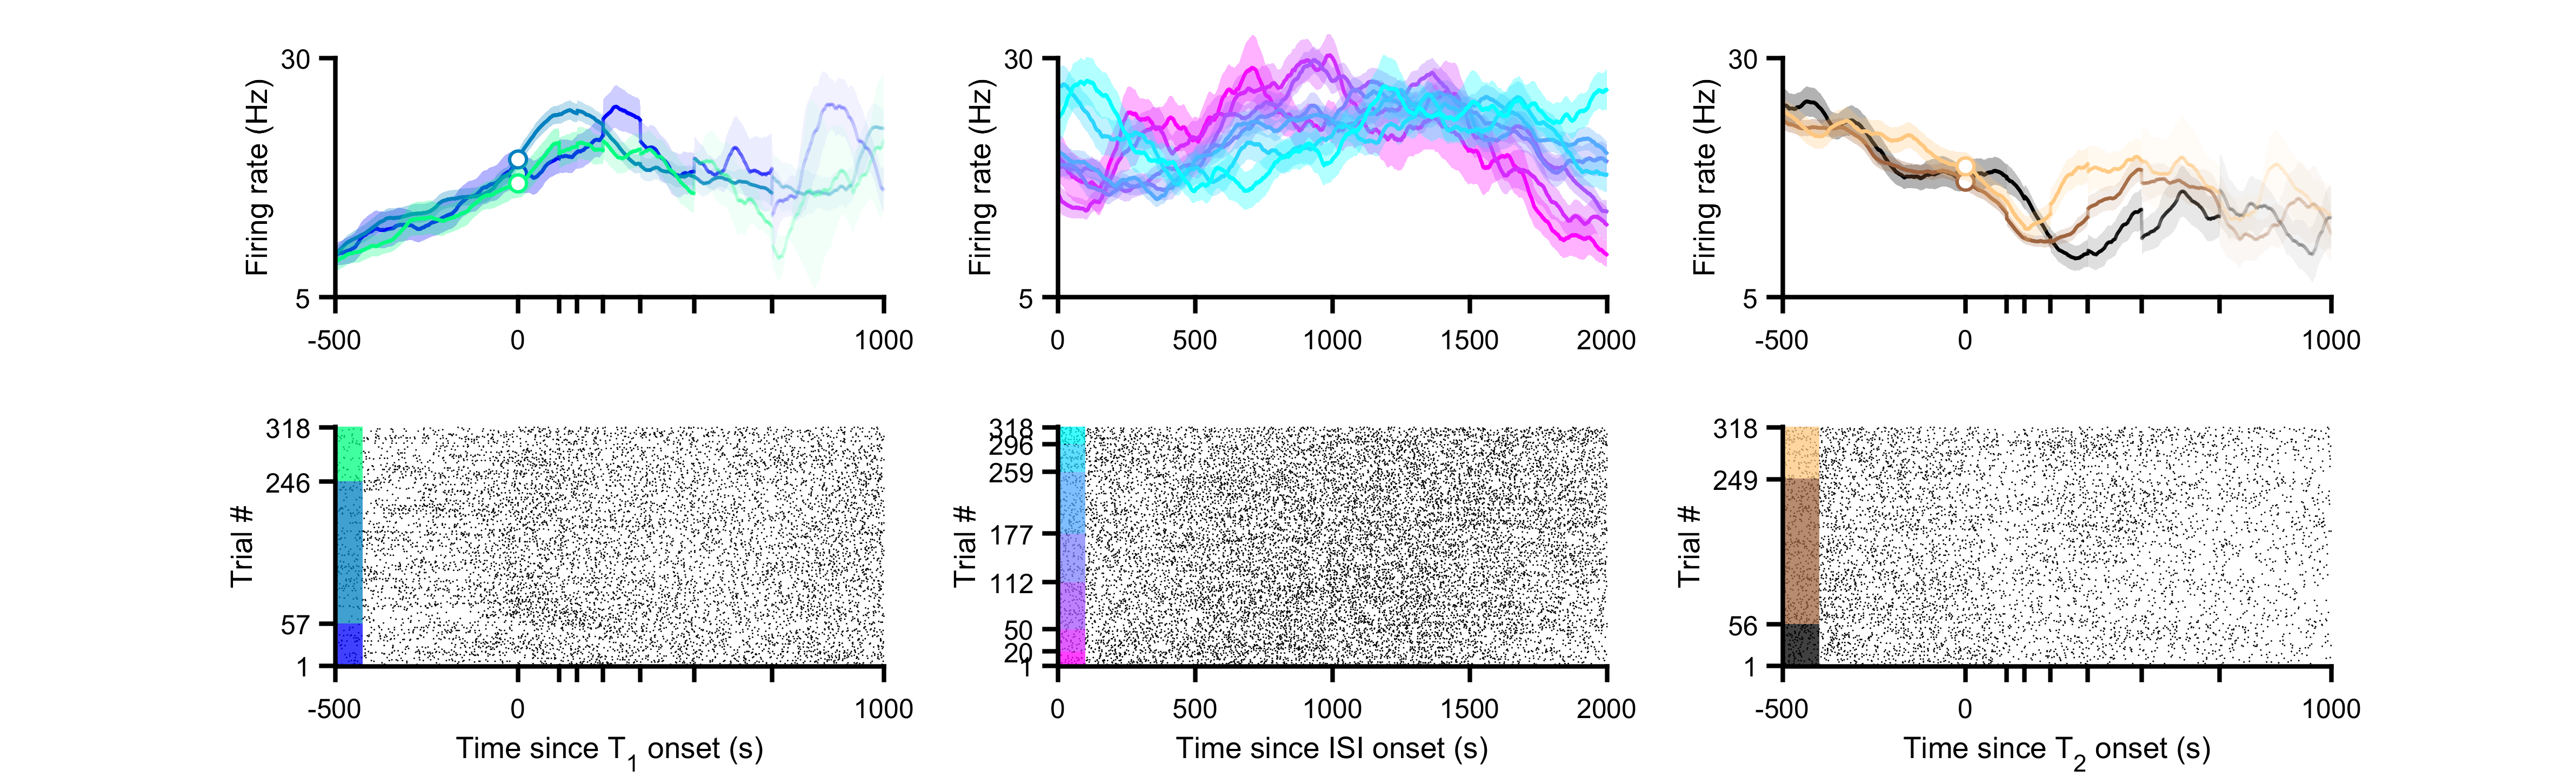 30
Firing rate (Hz)
5
-500 0 1000
30
Firing rate (Hz)
5
0 500 1000 1500 2000
30
Firing rate (Hz)
5
-500 0 1000
318
246
Trial #
57
1
-500 0 1000
Time since T1 onset (s)
318
296
259
177
Trial #
112
50
20
1
0 500 1000 1500 2000
Time since ISI onset (s)
318
249
Trial #
56
1
-500 0 1000
Time since T2 onset (s)